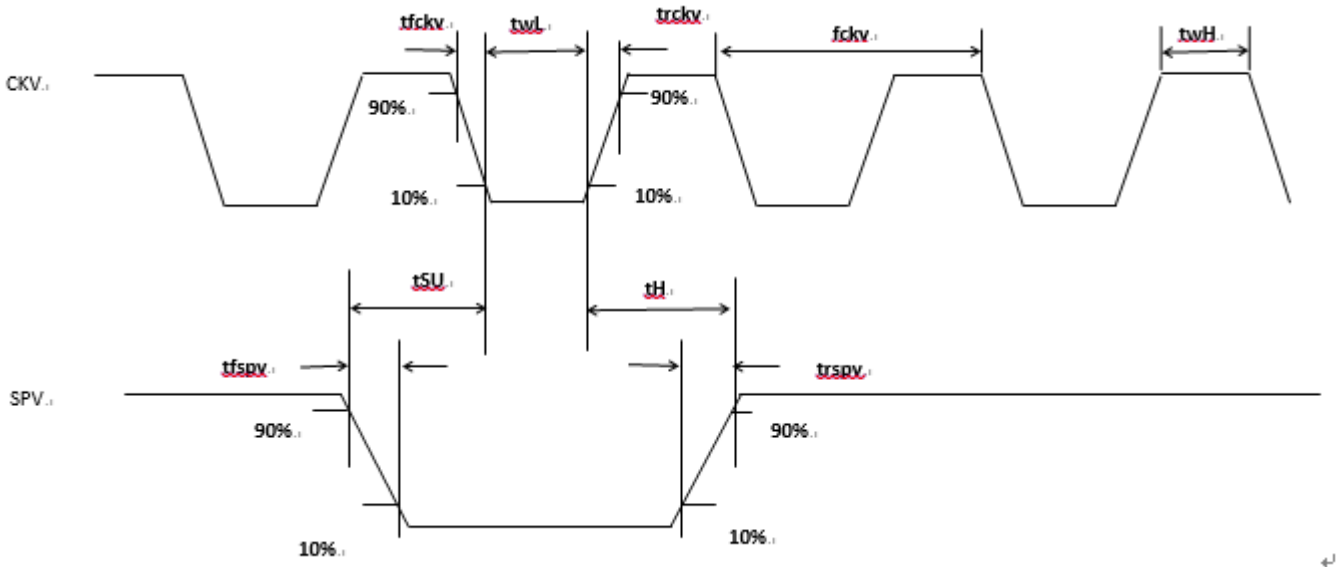 tfckv
twL
trckv
fckv
twH
CKV
90%
90%
10%
10%
tSU
tH
tfspv
trspv
SPV
90%
90%
10%
10%